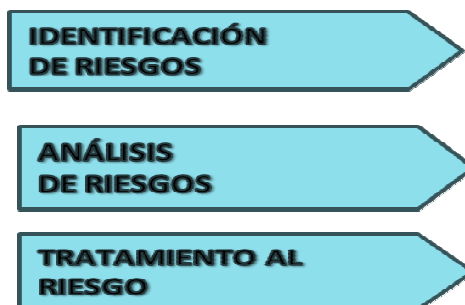 IDENTIFICACIÓN
DE RIESGOS
ANÁLISIS
DE RIESGOS
TRATAMIENTO AL
RIESGO